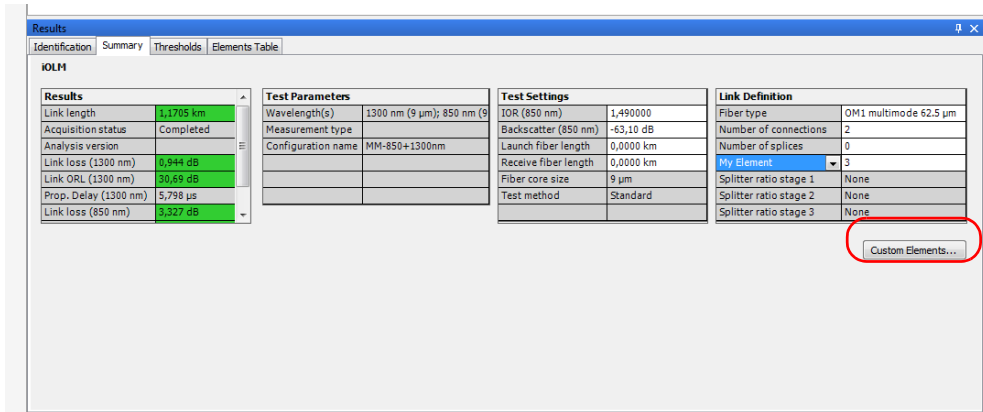 Results
Identification Summary Thresholds Elements Table
iOLM
Results
Link length 1,1705 km
Acquisition status Completed
Analysis version
Link loss (1300 nm) 0,944 dB
Link ORL (1300 nm) 30,69 dB
Prop. Delay (1300 nm) 5,798 µs
Link loss (850 nm) 3,327 dB
Test Parameters
Wavelength(s) 1300 nm (9 µm); 850 nm (9
Measurement type
Configuration name MM-850+1300nm
Test Settings
IOR (850 nm) 1,490000
Backscatter (850 nm) -63,10 dB
Launch fiber length 0,0000 km
Receive fiber length 0,0000 km
Fiber core size 9 µm
Test method Standard
Link Definition
Fiber type OM1 multimode 62.5 µm
Number of connections 2
Number of splices 0
My Element 3
Splitter ratio stage 1 None
Splitter ratio stage 2 None
Splitter ratio stage 3 None
Custom Elements...